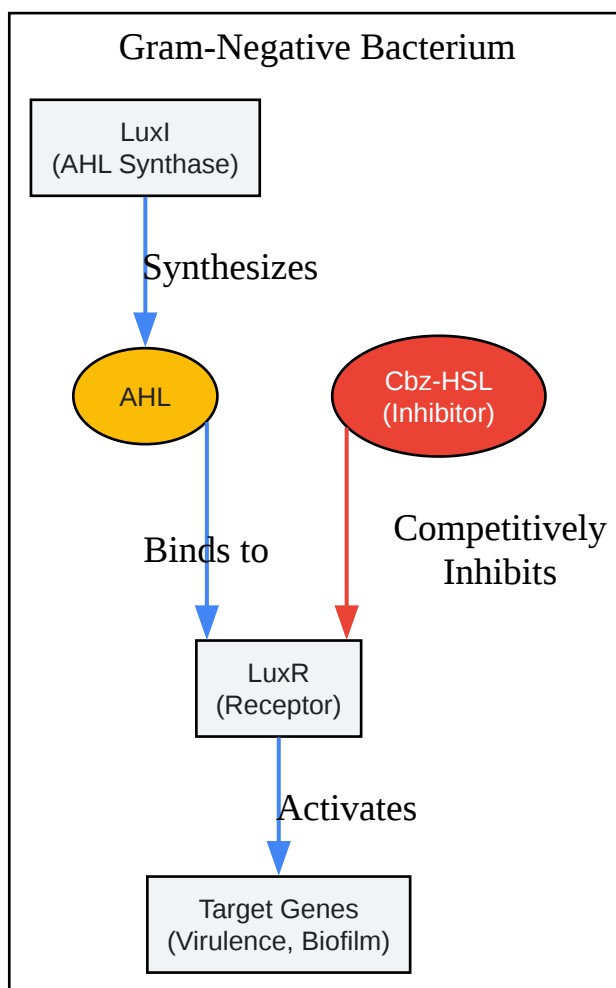 Gram-Negative Bacterium
LuxI
(AHL Synthase)
Synthesizes
AHL
Cbz-HSL
(Inhibitor)
Binds to
Competitively
Inhibits
LuxR
(Receptor)
Activates
Target Genes
(Virulence, Biofilm)